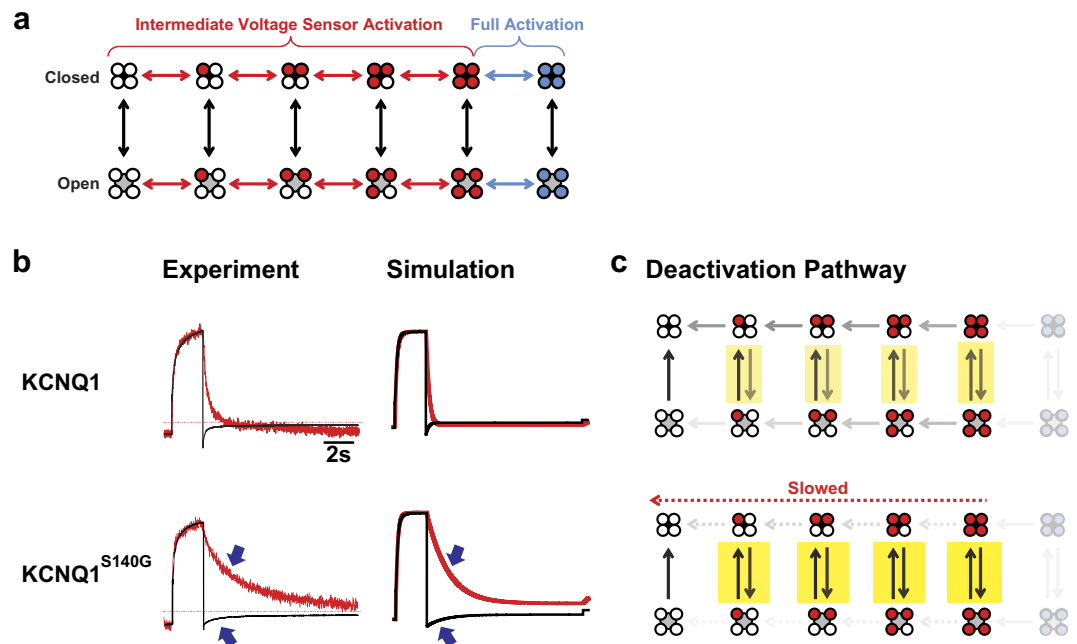 a
Intermediate Voltage Sensor Activation
Full Activation
Closed
Open
b
Experiment
Simulation
KCNQ1
2s
KCNQ1S140G
c
Deactivation Pathway
Slowed